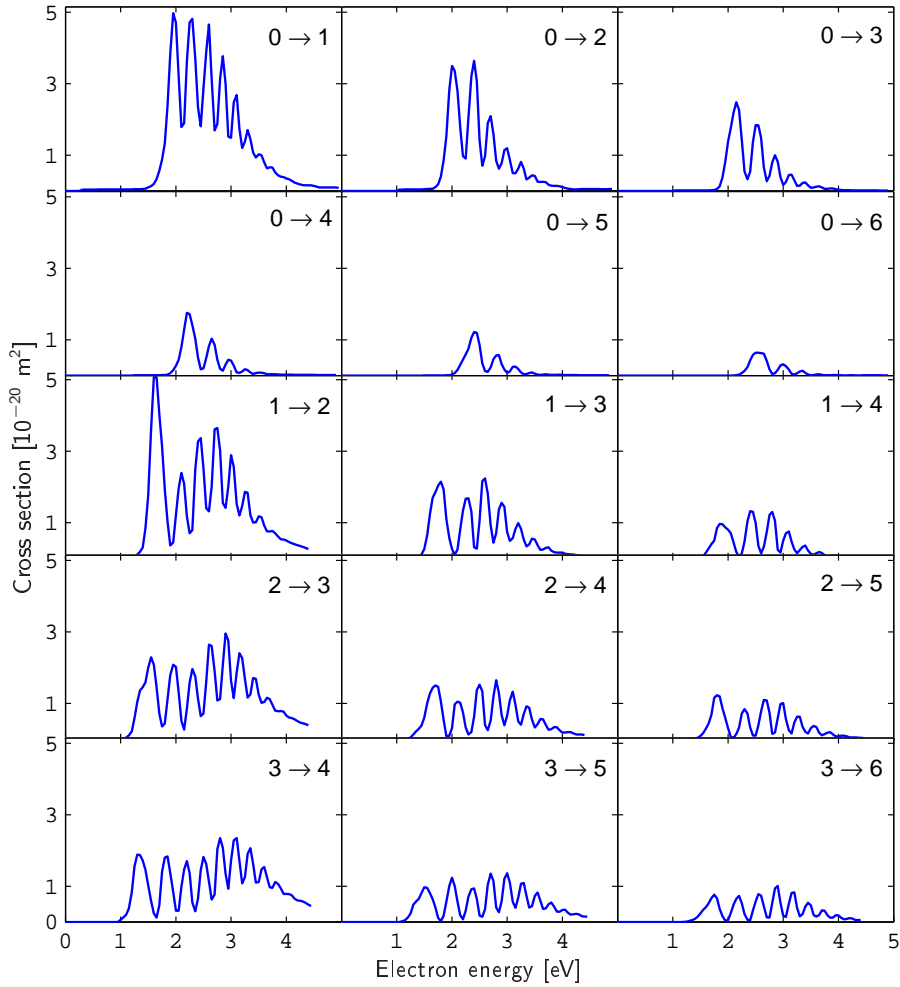 5
3
1
0 → 1
0 → 2
0 → 3
5
3
1
0 → 4
0 → 5
0 → 6
5
3
1
1 → 2
1 → 3
1 → 4
5
3
1
2 → 3
2 → 4
2 → 5
5
3
1
0
3 → 4
3 → 5
3 → 6
0 1 2 3 4 1 2 3 4 1 2 3 4 5
Electron energy [eV]
Cross section [10⁻²⁰ m²]